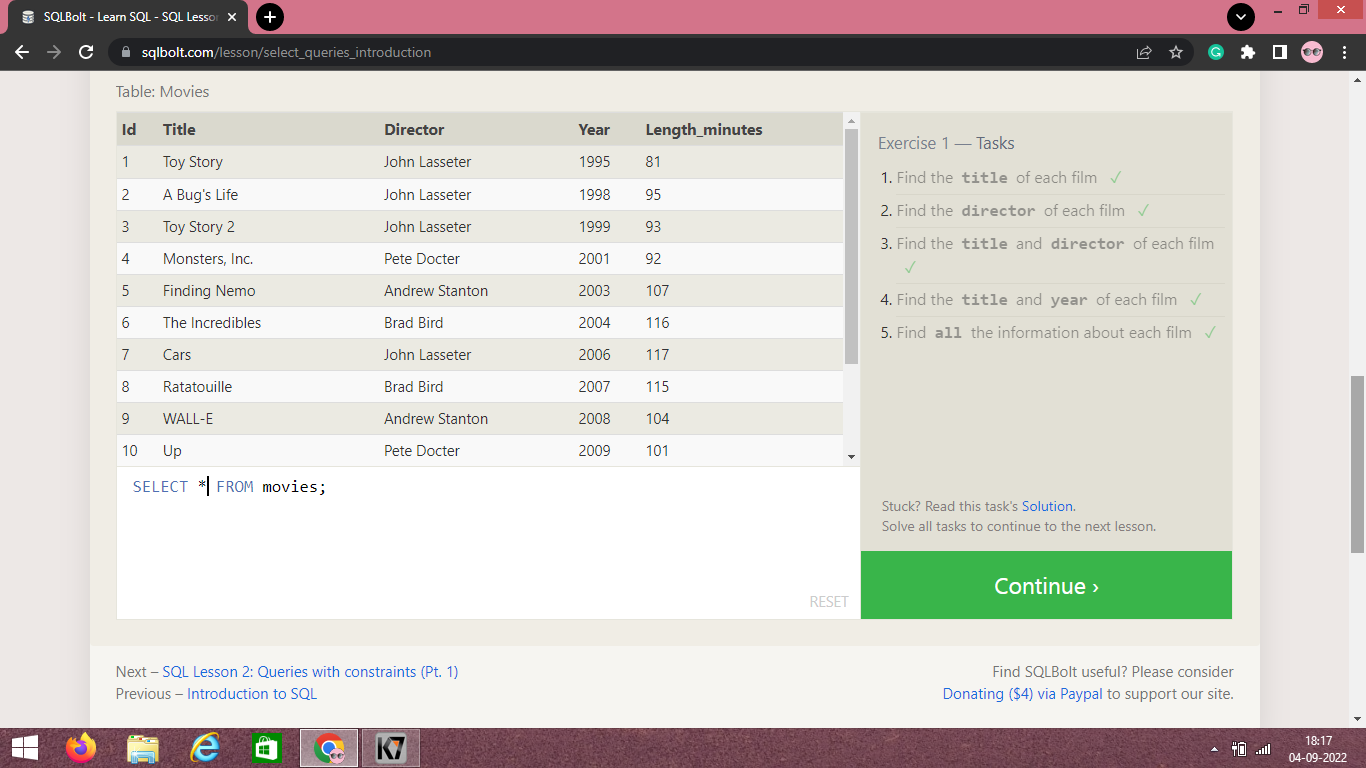 SQLBolt - Learn SQL - SQL Lesson
sqlbolt.com/lesson/select_queries_introduction
Table: Movies
Id Title Director Year Length_minutes
1 Toy Story John Lasseter 1995 81
2 A Bug's Life John Lasseter 1998 95
3 Toy Story 2 John Lasseter 1999 93
4 Monsters, Inc. Pete Docter 2001 92
5 Finding Nemo Andrew Stanton 2003 107
6 The Incredibles Brad Bird 2004 116
7 Cars John Lasseter 2006 117
8 Ratatouille Brad Bird 2007 115
9 WALL-E Andrew Stanton 2008 104
10 Up Pete Docter 2009 101
SELECT * FROM movies;
RESET
Exercise 1 — Tasks
1. Find the title of each film ✓
2. Find the director of each film ✓
3. Find the title and director of each film
✓
4. Find the title and year of each film ✓
5. Find all the information about each film ✓
Stuck? Read this task's Solution.
Solve all tasks to continue to the next lesson.
Continue ›
Next – SQL Lesson 2: Queries with constraints (Pt. 1)
Previous – Introduction to SQL
Find SQLBolt useful? Please consider
Donating ($4) via Paypal to support our site.
K7
18:17
04-09-2022